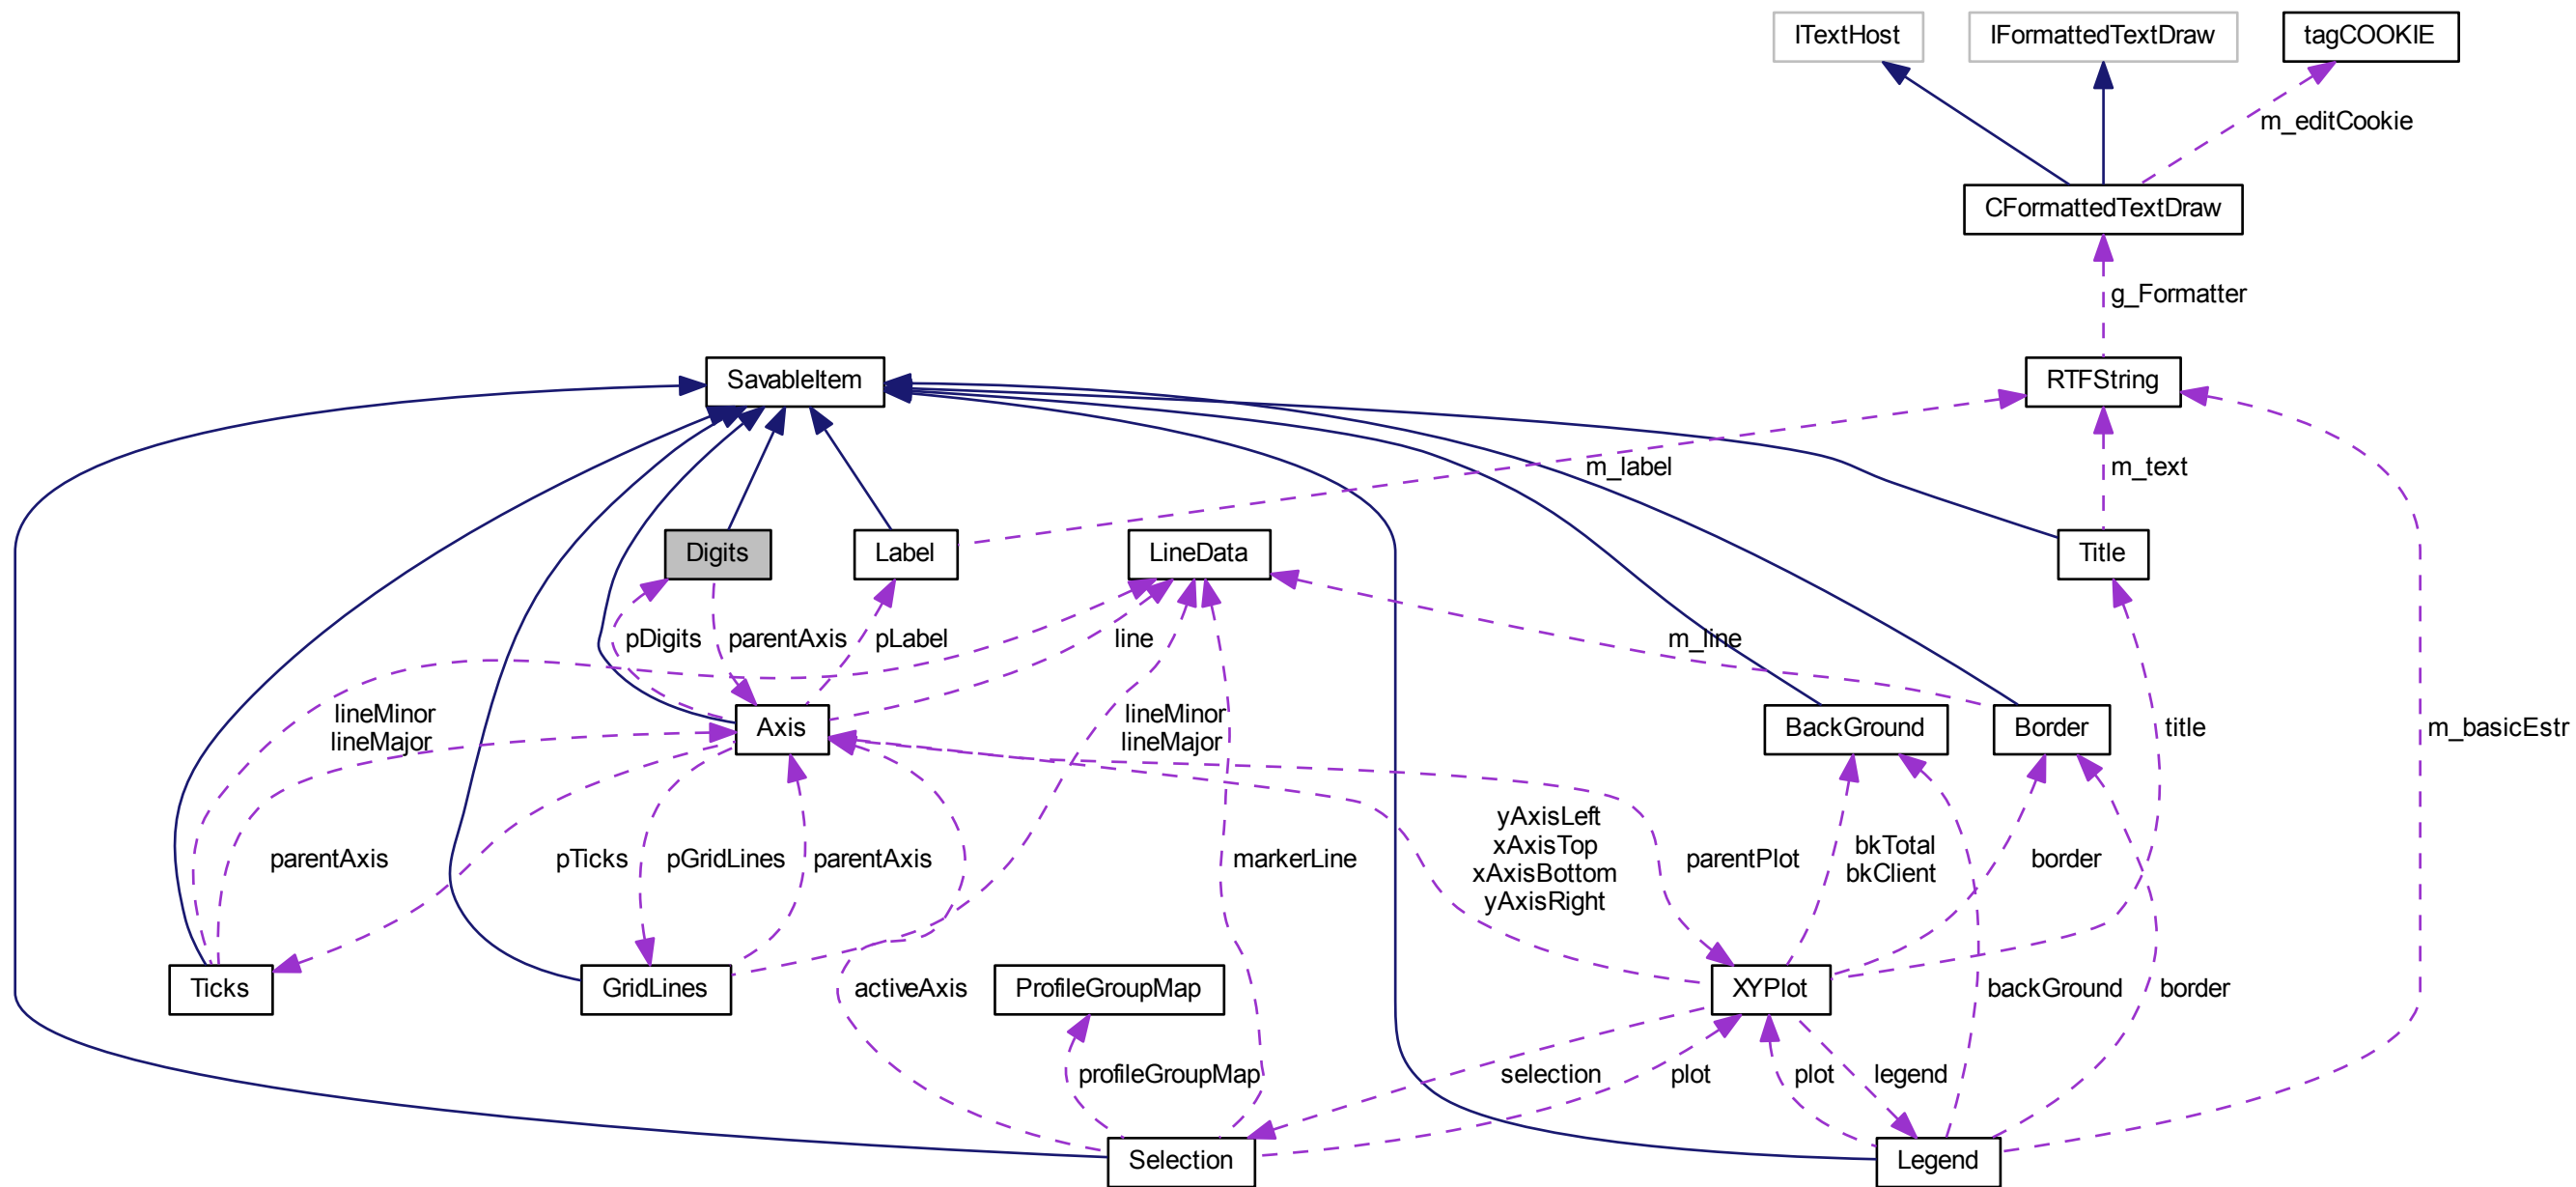 ITextHost
IFormattedTextDraw
tagCOOKIE
m_editCookie
CFormattedTextDraw
g_Formatter
SavableItem
RTFString
m_label
m_text
Digits
Label
LineData
Title
pDigits
parentAxis
pLabel
line
m_line
lineMinor
lineMajor
Axis
lineMinor
lineMajor
BackGround
Border
title
m_basicEstr
parentAxis
pTicks
pGridLines
parentAxis
markerLine
yAxisLeft
xAxisTop
xAxisBottom
yAxisRight
parentPlot
bkTotal
bkClient
border
Ticks
GridLines
activeAxis
ProfileGroupMap
XYPlot
backGround
border
profileGroupMap
selection
plot
plot
legend
Selection
Legend